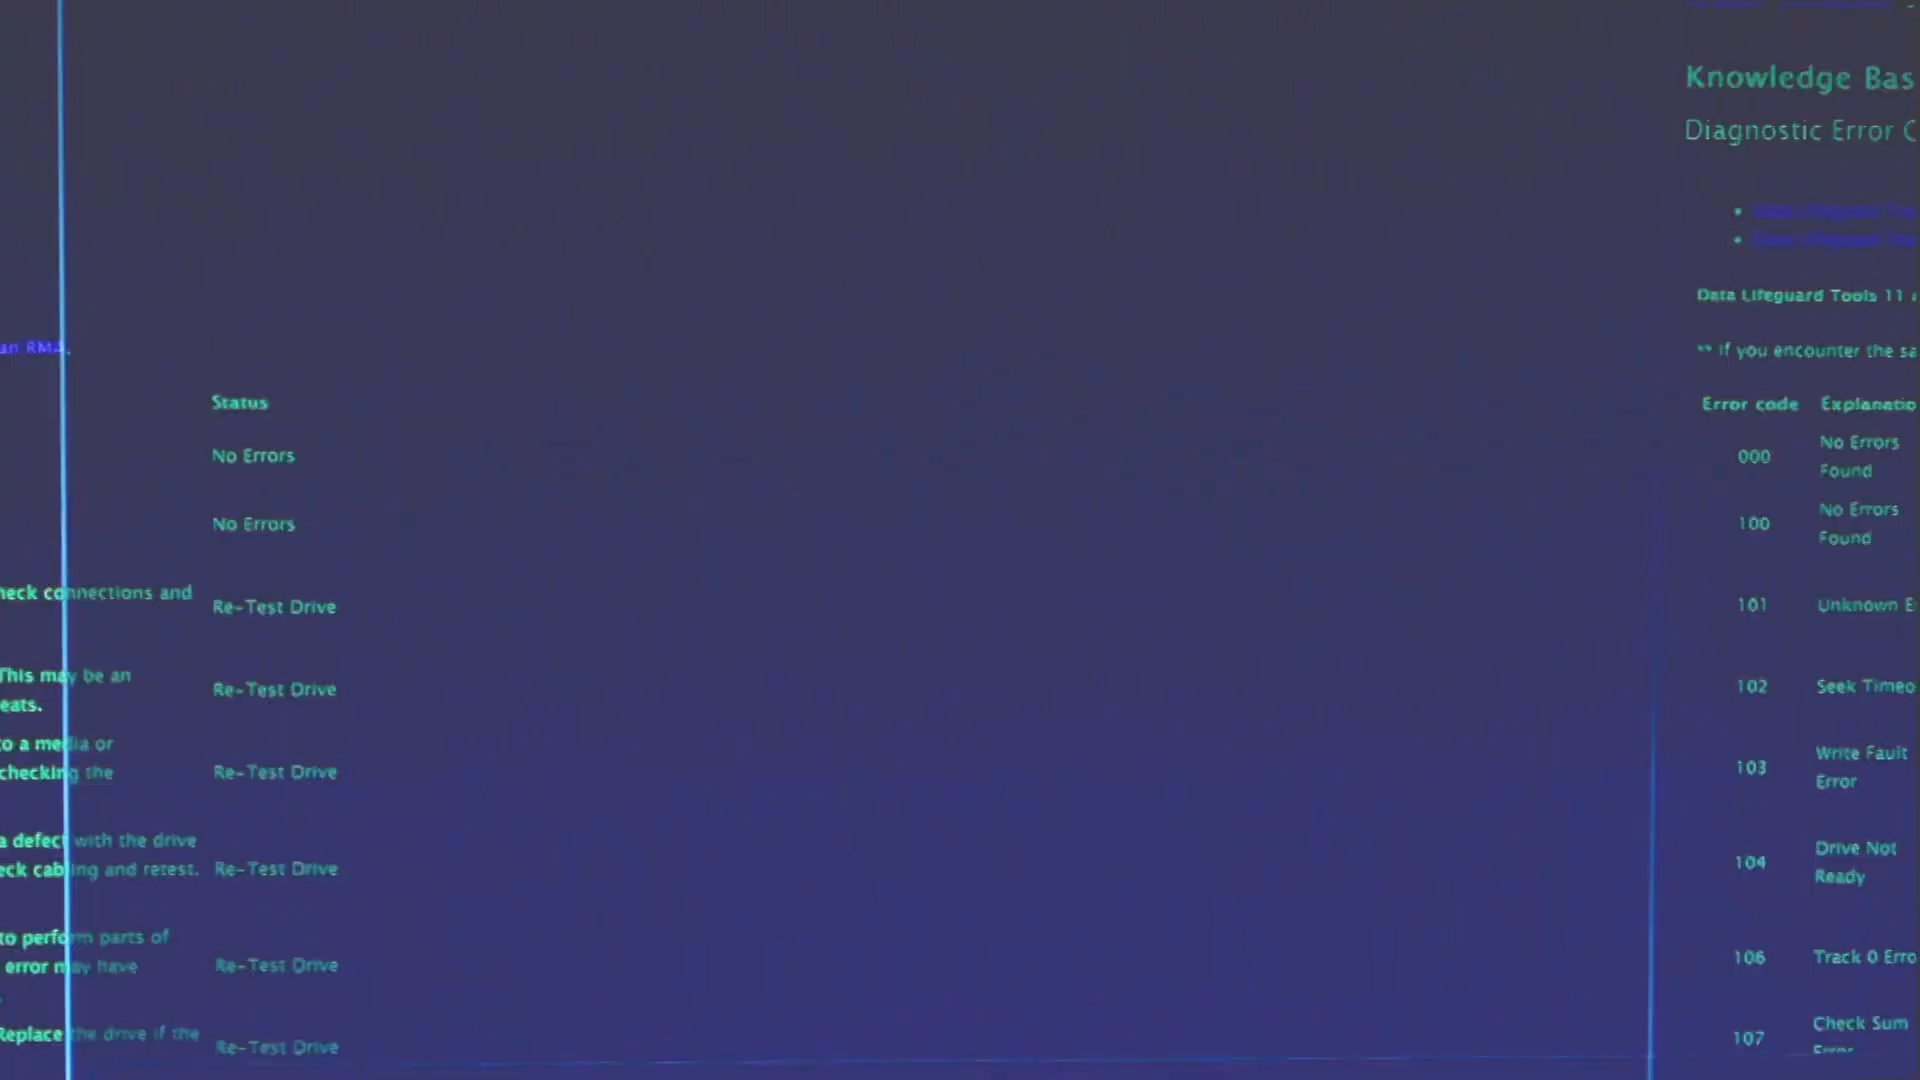 an RMA.
Status
No Errors
No Errors
heck connections and
Re-Test Drive
This may be an
eats.
Re-Test Drive
to a media or
checking the
Re-Test Drive
a defect with the drive
eck cabling and retest.
Re-Test Drive
to perform parts of
error may have
Re-Test Drive
Replace the drive if the
Re-Test Drive
Knowledge Bas
Diagnostic Error C
Data Lifeguard Tools 11
** If you encounter the sa
Error code Explanatio
000 No Errors
Found
100 No Errors
Found
101 Unknown E
102 Seek Timeo
103 Write Fault
Error
104 Drive Not
Ready
106 Track 0 Erro
107 Check Sum
Error